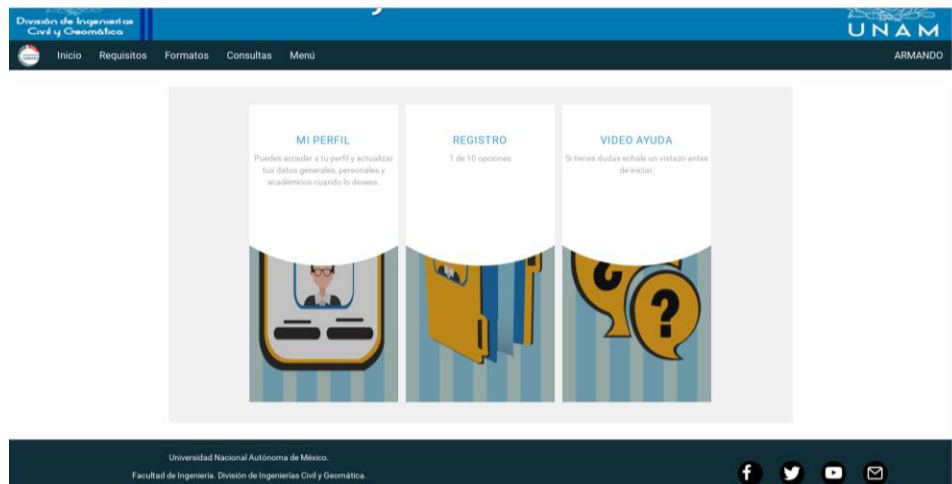 División de Ingenierías
Civil y Geomática
UNAM
Inicio Requisitos Formatos Consultas Menú
ARMANDO
MI PERFIL
Puedes acceder a tu perfil y actualizar
tus datos generales, personales y
académicos cuando lo desees.
REGISTRO
1 de 10 opciones
VIDEO AYUDA
Si tienes dudas echale un vistazo antes
de iniciar.
Universidad Nacional Autónoma de México.
Facultad de Ingeniería. División de Ingenierías Civil y Geomática.